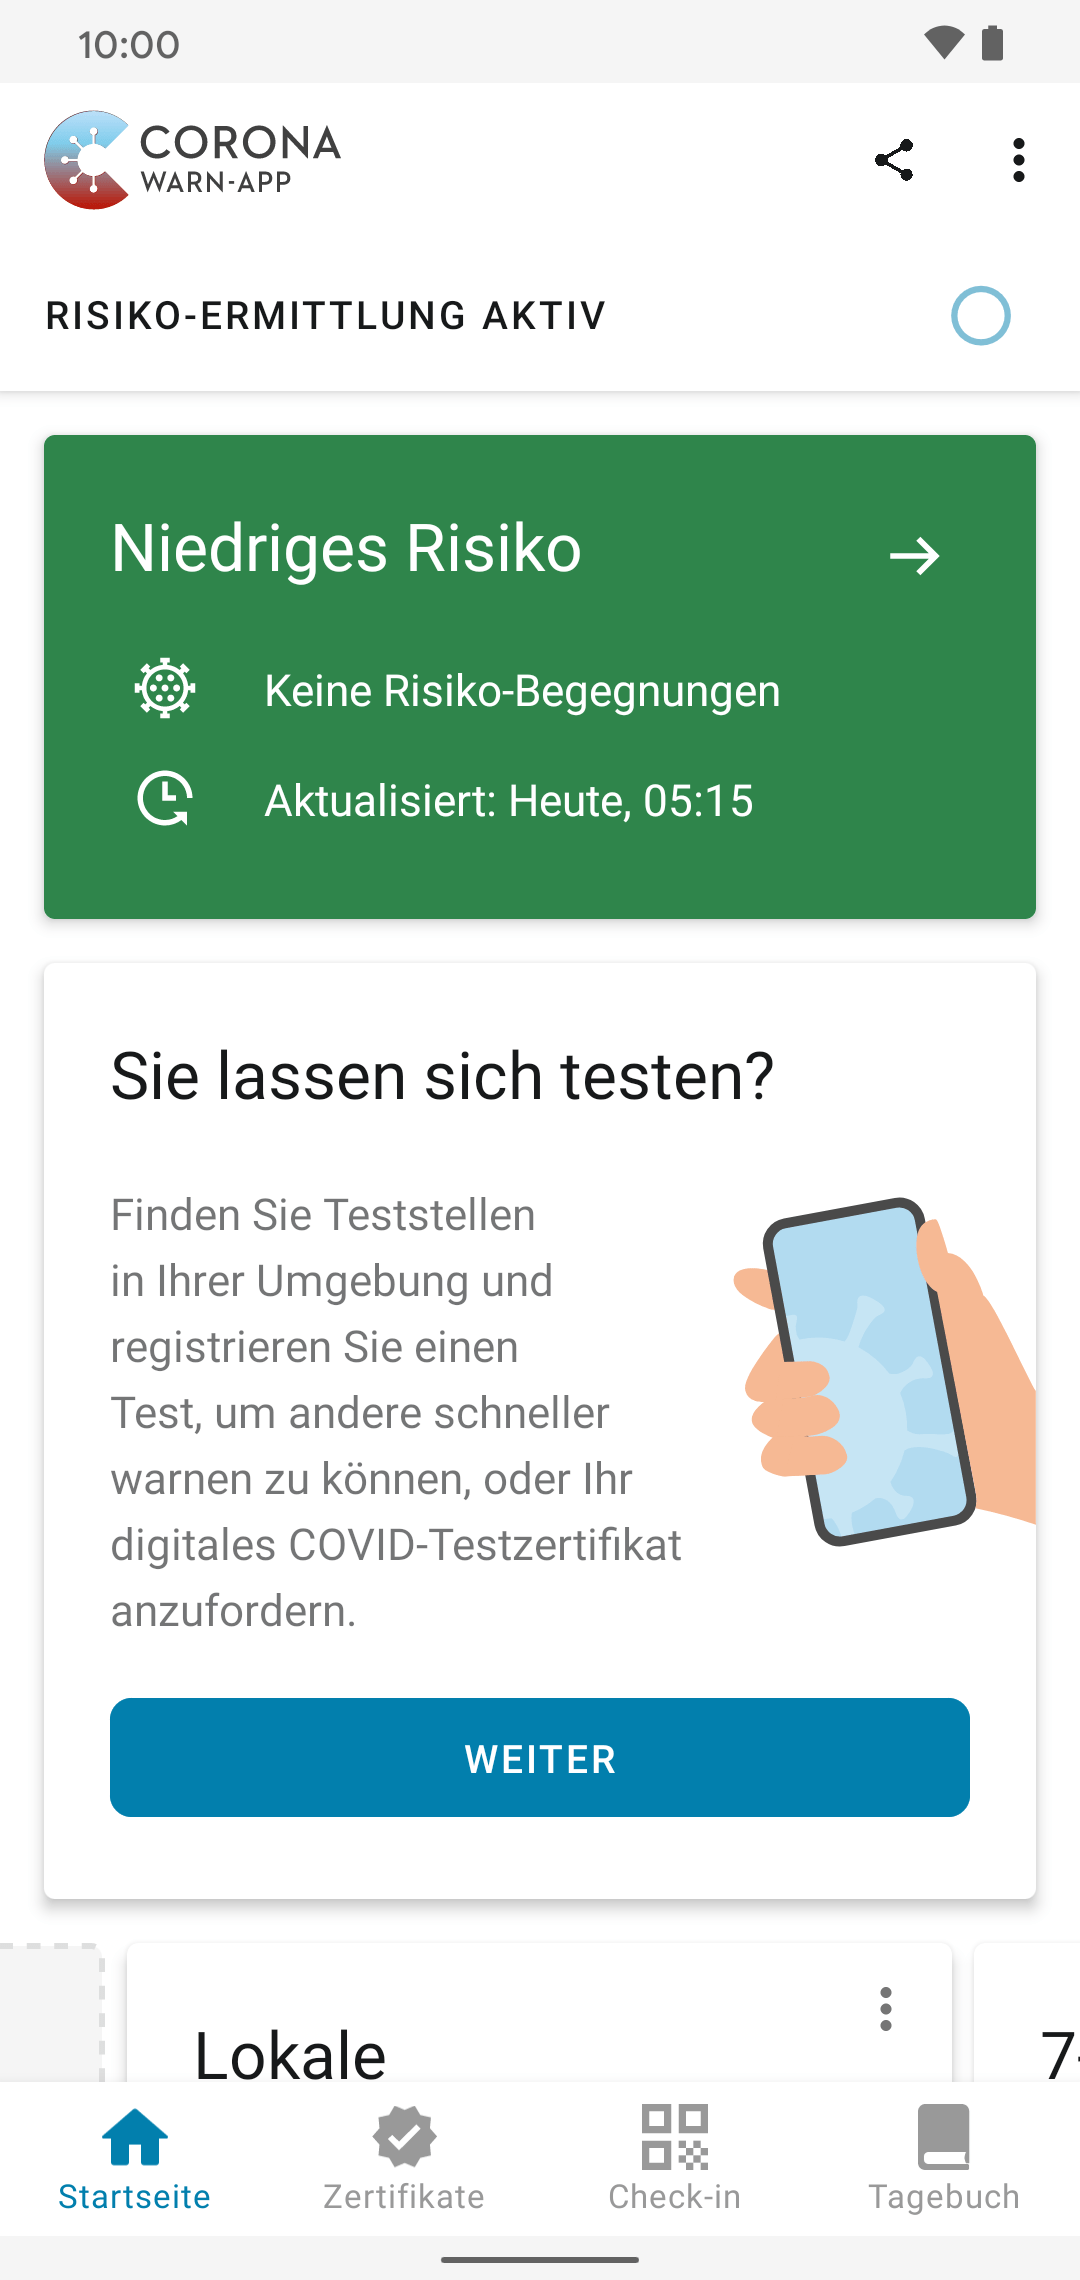 10:00
CORONA
WARN-APP
RISIKO-ERMITTLUNG AKTIV
Niedriges Risiko
Keine Risiko-Begegnungen
Aktualisiert: Heute, 05:15
Sie lassen sich testen?
Finden Sie Teststellen
in Ihrer Umgebung und
registrieren Sie einen
Test, um andere schneller
warnen zu können, oder Ihr
digitales COVID-Testzertifikat
anzufordern.
WEITER
Lokale
7-
Startseite
Zertifikate
Check-in
Tagebuch